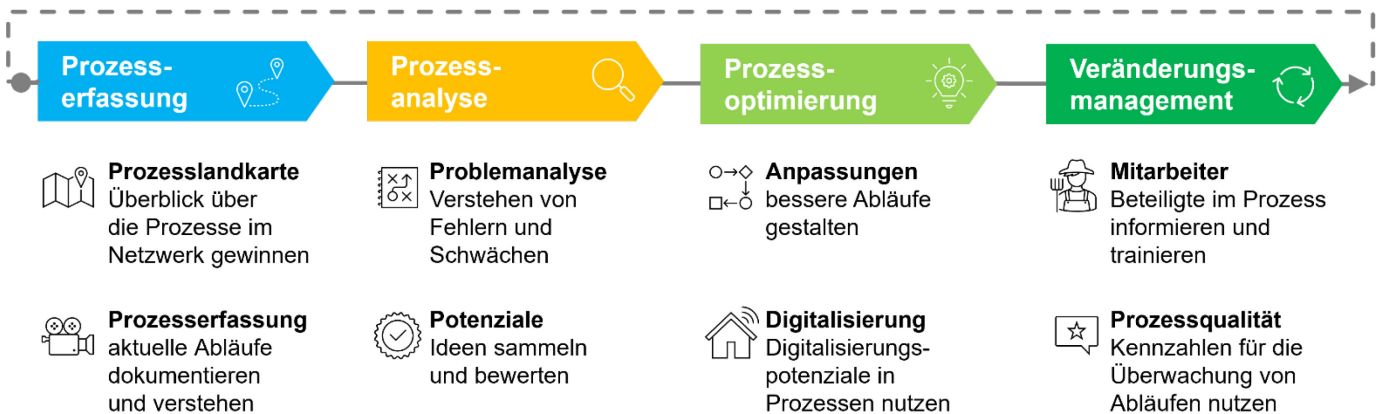 Prozess-
erfassung
Prozess-
analyse
Prozess-
optimierung
Veränderungs-
management
Prozesslandkarte
Überblick über
die Prozesse im
Netzwerk gewinnen
Problemanalyse
Verstehen von
Fehlern und
Schwächen
Anpassungen
bessere Abläufe
gestalten
Mitarbeiter
Beteiligte im Prozess
informieren und
trainieren
Prozesserfassung
aktuelle Abläufe
dokumentieren
und verstehen
Potenziale
Ideen sammeln
und bewerten
Digitalisierung
Digitalisierungs-
potenziale in
Prozessen nutzen
Prozessqualität
Kennzahlen für die
Überwachung von
Abläufen nutzen